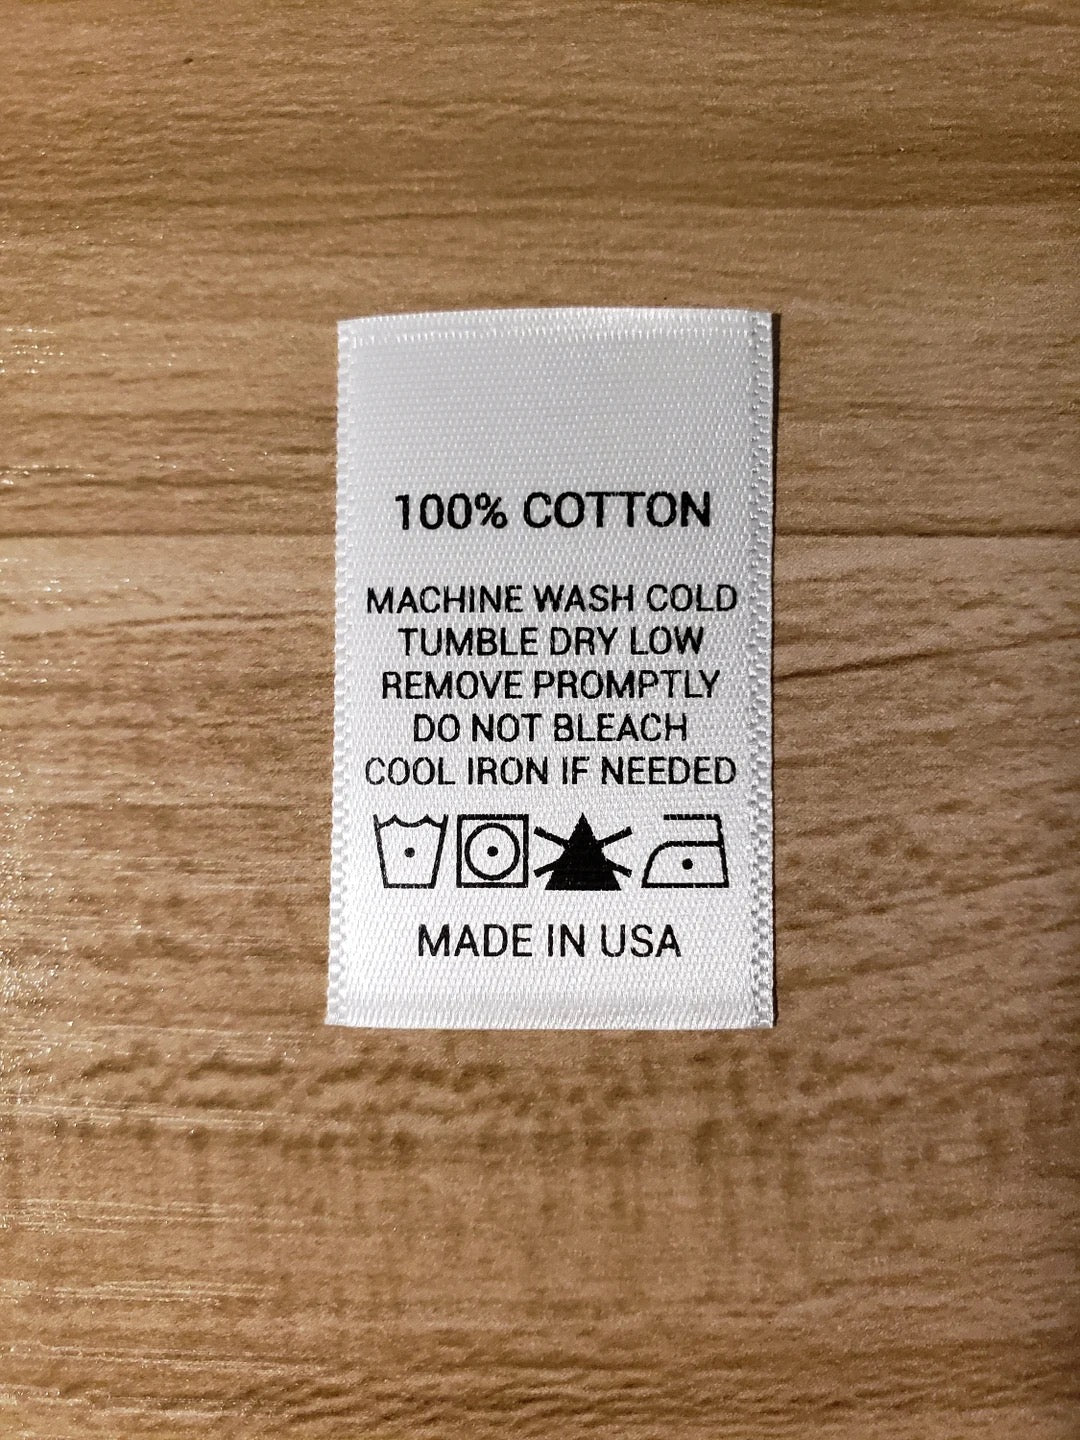 100% COTTON
MACHINE WASH COLD
TUMBLE DRY LOW
REMOVE PROMPTLY
DO NOT BLEACH
COOL IRON IF NEEDED
MADE IN USA